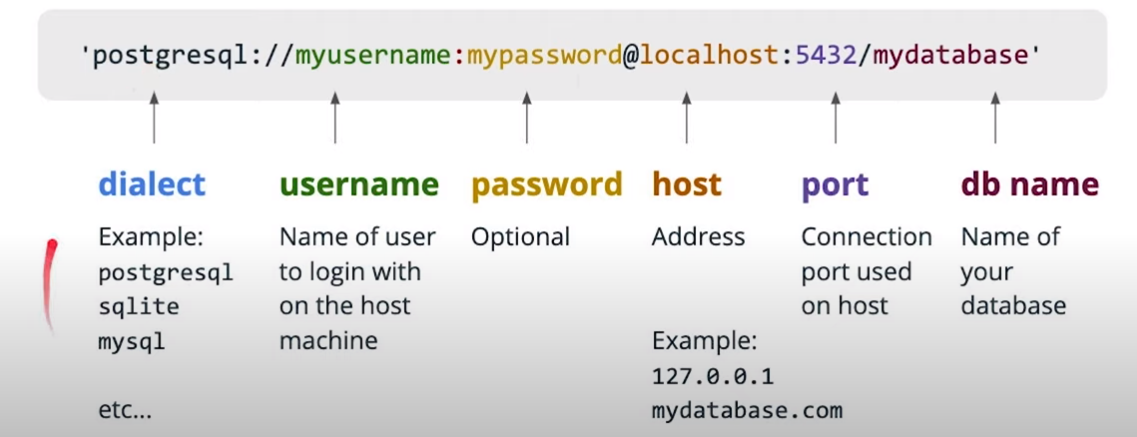 'postgresql://myusername:mypassword@localhost:5432/mydatabase'
dialect
Example:
postgresql
sqlite
mysql
etc...
username
Name of user
to login with
on the host
machine
password
Optional
host
Address
Example:
127.0.0.1
mydatabase.com
port
Connection
port used
on host
db name
Name of
your
database